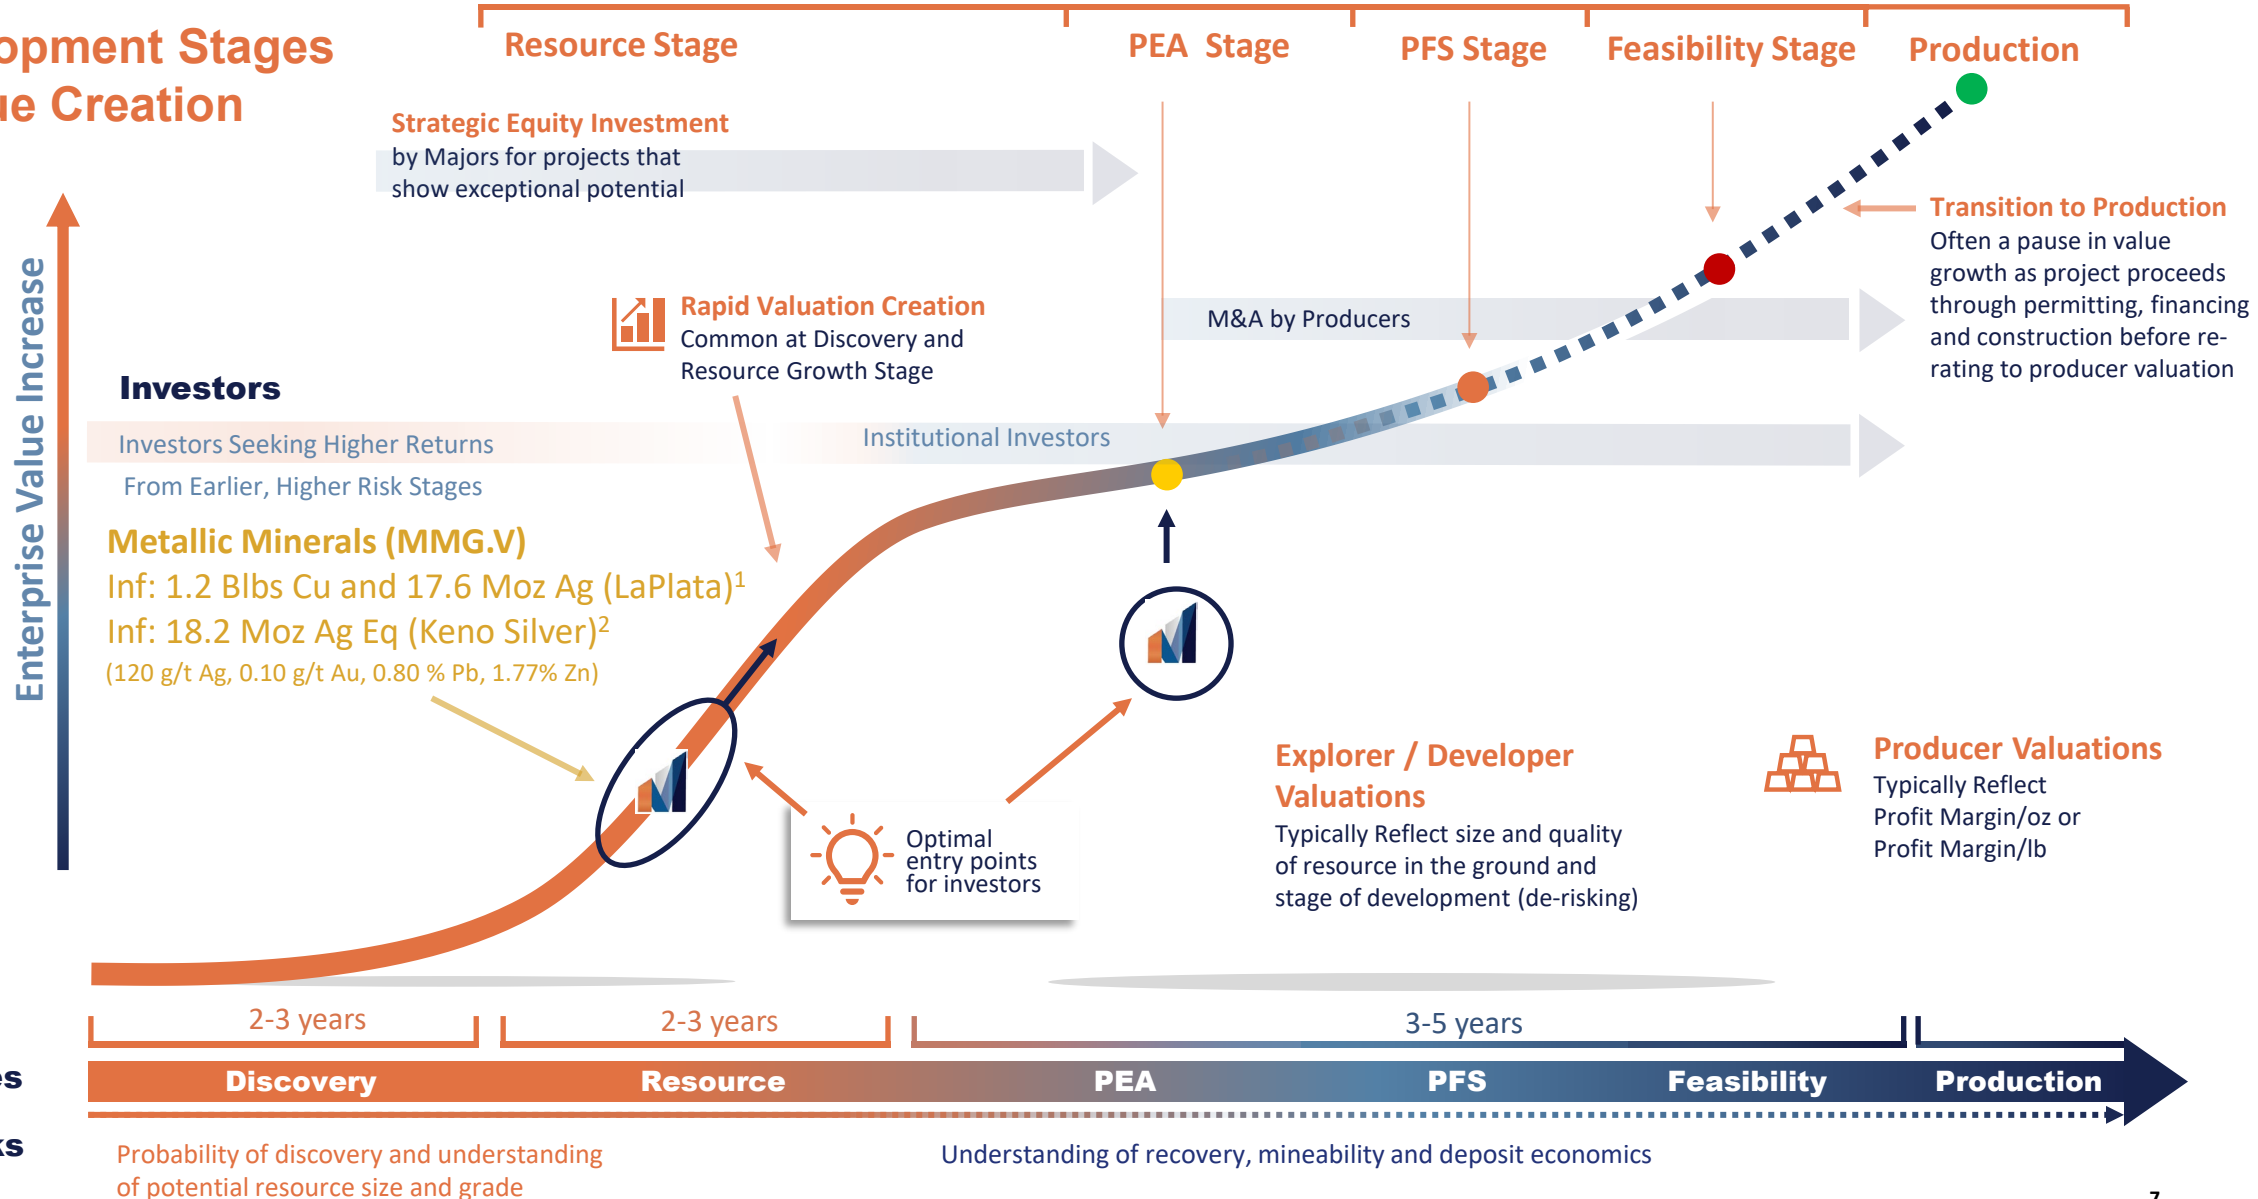 opment Stages
ue Creation
Resource Stage
PEA Stage
PFS Stage
Feasibility Stage
Production
Strategic Equity Investment
by Majors for projects that
show exceptional potential
Transition to Production
Often a pause in value
growth as project proceeds
through permitting, financing
and construction before re-
rating to producer valuation
Enterprise Value Increase
Rapid Valuation Creation
Common at Discovery and
Resource Growth Stage
M&A by Producers
Investors
Investors Seeking Higher Returns
From Earlier, Higher Risk Stages
Institutional Investors
Metallic Minerals (MMG.V)
Inf: 1.2 Blbs Cu and 17.6 Moz Ag (LaPlata)1
Inf: 18.2 Moz Ag Eq (Keno Silver)2
(120 g/t Ag, 0.10 g/t Au, 0.80 % Pb, 1.77% Zn)
Optimal
entry points
for investors
Explorer / Developer
Valuations
Typically Reflect size and quality
of resource in the ground and
stage of development (de-risking)
Producer Valuations
Typically Reflect
Profit Margin/oz or
Profit Margin/lb
2-3 years
2-3 years
3-5 years
es
Discovery
Resource
PEA
PFS
Feasibility
Production
ks
Probability of discovery and understanding
of potential resource size and grade
Understanding of recovery, mineability and deposit economics
7